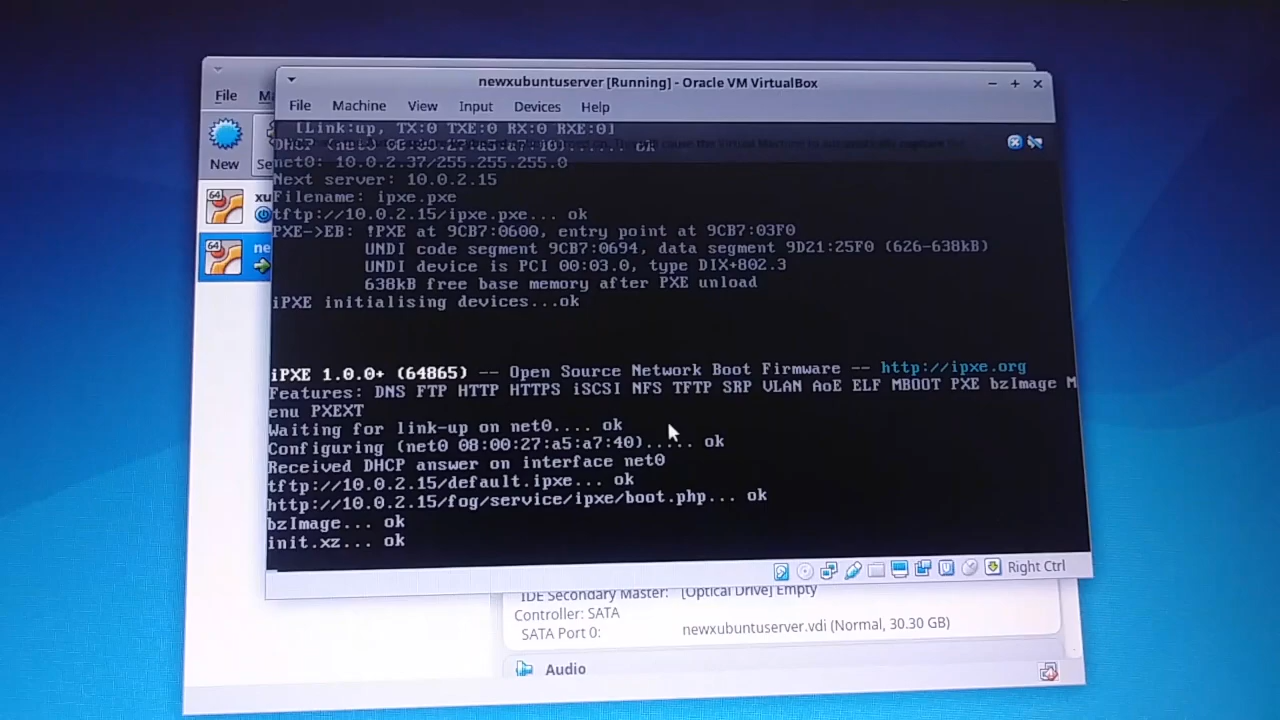 newxubuntuserver [Running] - Oracle VM VirtualBox
File
File Machine View Input Devices Help
New
xu
ne
64
64
[Link:up, TX:0 TXE:0 RX:0 RXE:0]
DHCP (net0 ok
net0: 10.0.2.37/255.255.255.0
Next server: 10.0.2.15
Filename: ipxe.pxe
tftp://10.0.2.15/ipxe.pxe... ok
PXE->EB: !PXE at 9CB7:0600, entry point at 9CB7:03F0
UNDI code segment 9CB7:0694, data segment 9D21:25F0 (626-638kB)
UNDI device is PCI 00:03.0, type DIX+802.3
638kB free base memory after PXE unload
iPXE initialising devices...ok
iPXE 1.0.0+ (64865) -- Open Source Network Boot Firmware -- http://ipxe.org
Features: DNS FTP HTTP HTTPS iSCSI NFS TFTP SRP VLAN AoE ELF MBOOT PXE bzImage M
enu PXEXT
Waiting for link-up on net0.... ok
Configuring (net0 08:00:27:a5:a7:40)..... ok
Received DHCP answer on interface net0
tftp://10.0.2.15/default.ipxe... ok
http://10.0.2.15/fog/service/ipxe/boot.php... ok
bzImage... ok
init.xz... ok
Right Ctrl
IDE Secondary Master: [Optical Drive] Empty
Controller: SATA
SATA Port 0: newxubuntuserver.vdi (Normal, 30.30 GB)
Audio